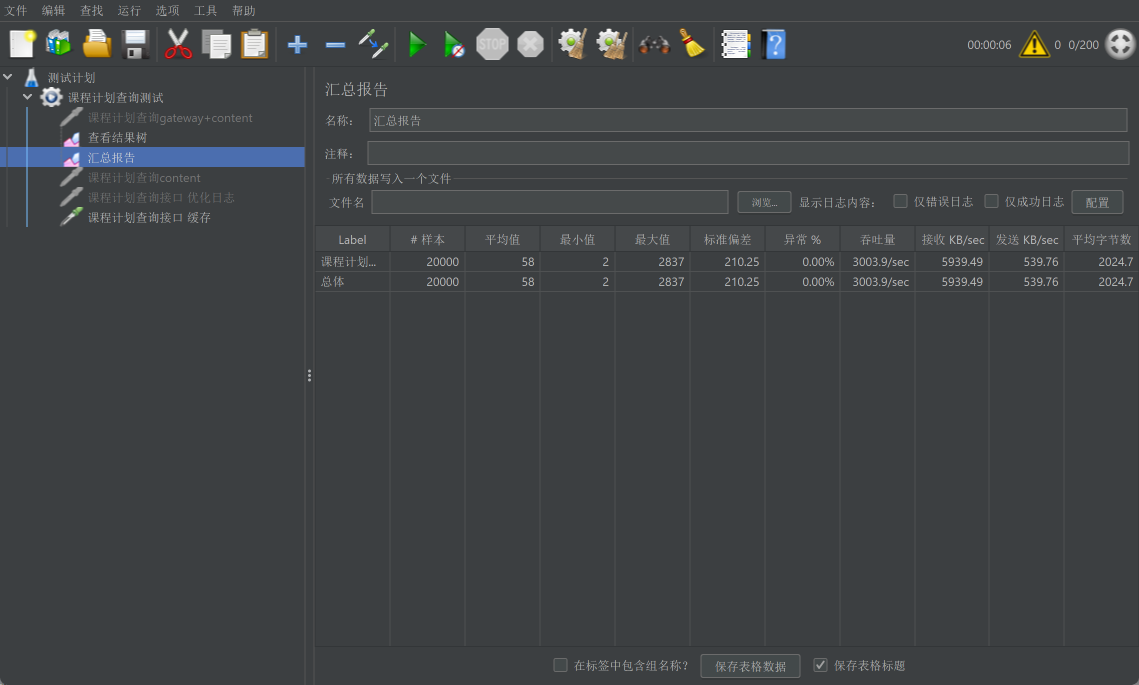 文件 编辑 查找 运行 选项 工具 帮助
STOP 00:00:06 0 0/200
测试计划
课程计划查询测试
课程计划查询gateway+content
查看结果树
汇总报告
课程计划查询content
课程计划查询接口 优化日志
课程计划查询接口 缓存
汇总报告
名称： 汇总报告
注释：
所有数据写入一个文件
文件名 浏览... 显示日志内容： 仅错误日志 仅成功日志 配置
Label # 样本 平均值 最小值 最大值 标准偏差 异常 % 吞吐量 接收 KB/sec 发送 KB/sec 平均字节数
课程计划... 20000 58 2 2837 210.25 0.00% 3003.9/sec 5939.49 539.76 2024.7
总体 20000 58 2 2837 210.25 0.00% 3003.9/sec 5939.49 539.76 2024.7
在标签中包含组名称？ 保存表格数据 保存表格标题